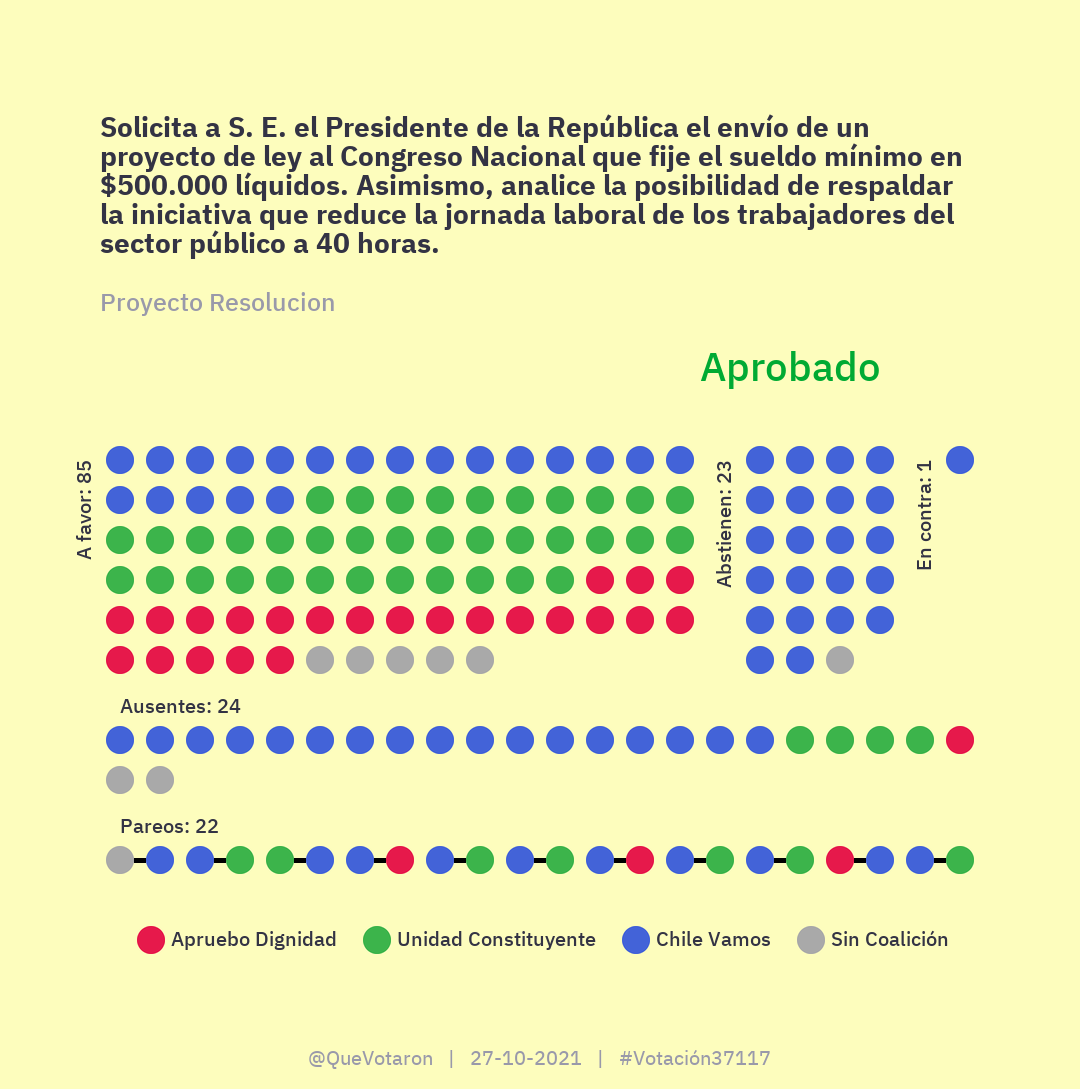 Solicita a S. E. el Presidente de la República el envío de un
proyecto de ley al Congreso Nacional que fije el sueldo mínimo en
$500.000 líquidos. Asimismo, analice la posibilidad de respaldar
la iniciativa que reduce la jornada laboral de los trabajadores del
sector público a 40 horas.
Proyecto Resolucion
Aprobado
A favor: 85
Abstienen: 23
En contra: 1
Ausentes: 24
Pareos: 22
Apruebo Dignidad
Unidad Constituyente
Chile Vamos
Sin Coalición
@QueVotaron | 27-10-2021 | #Votación37117